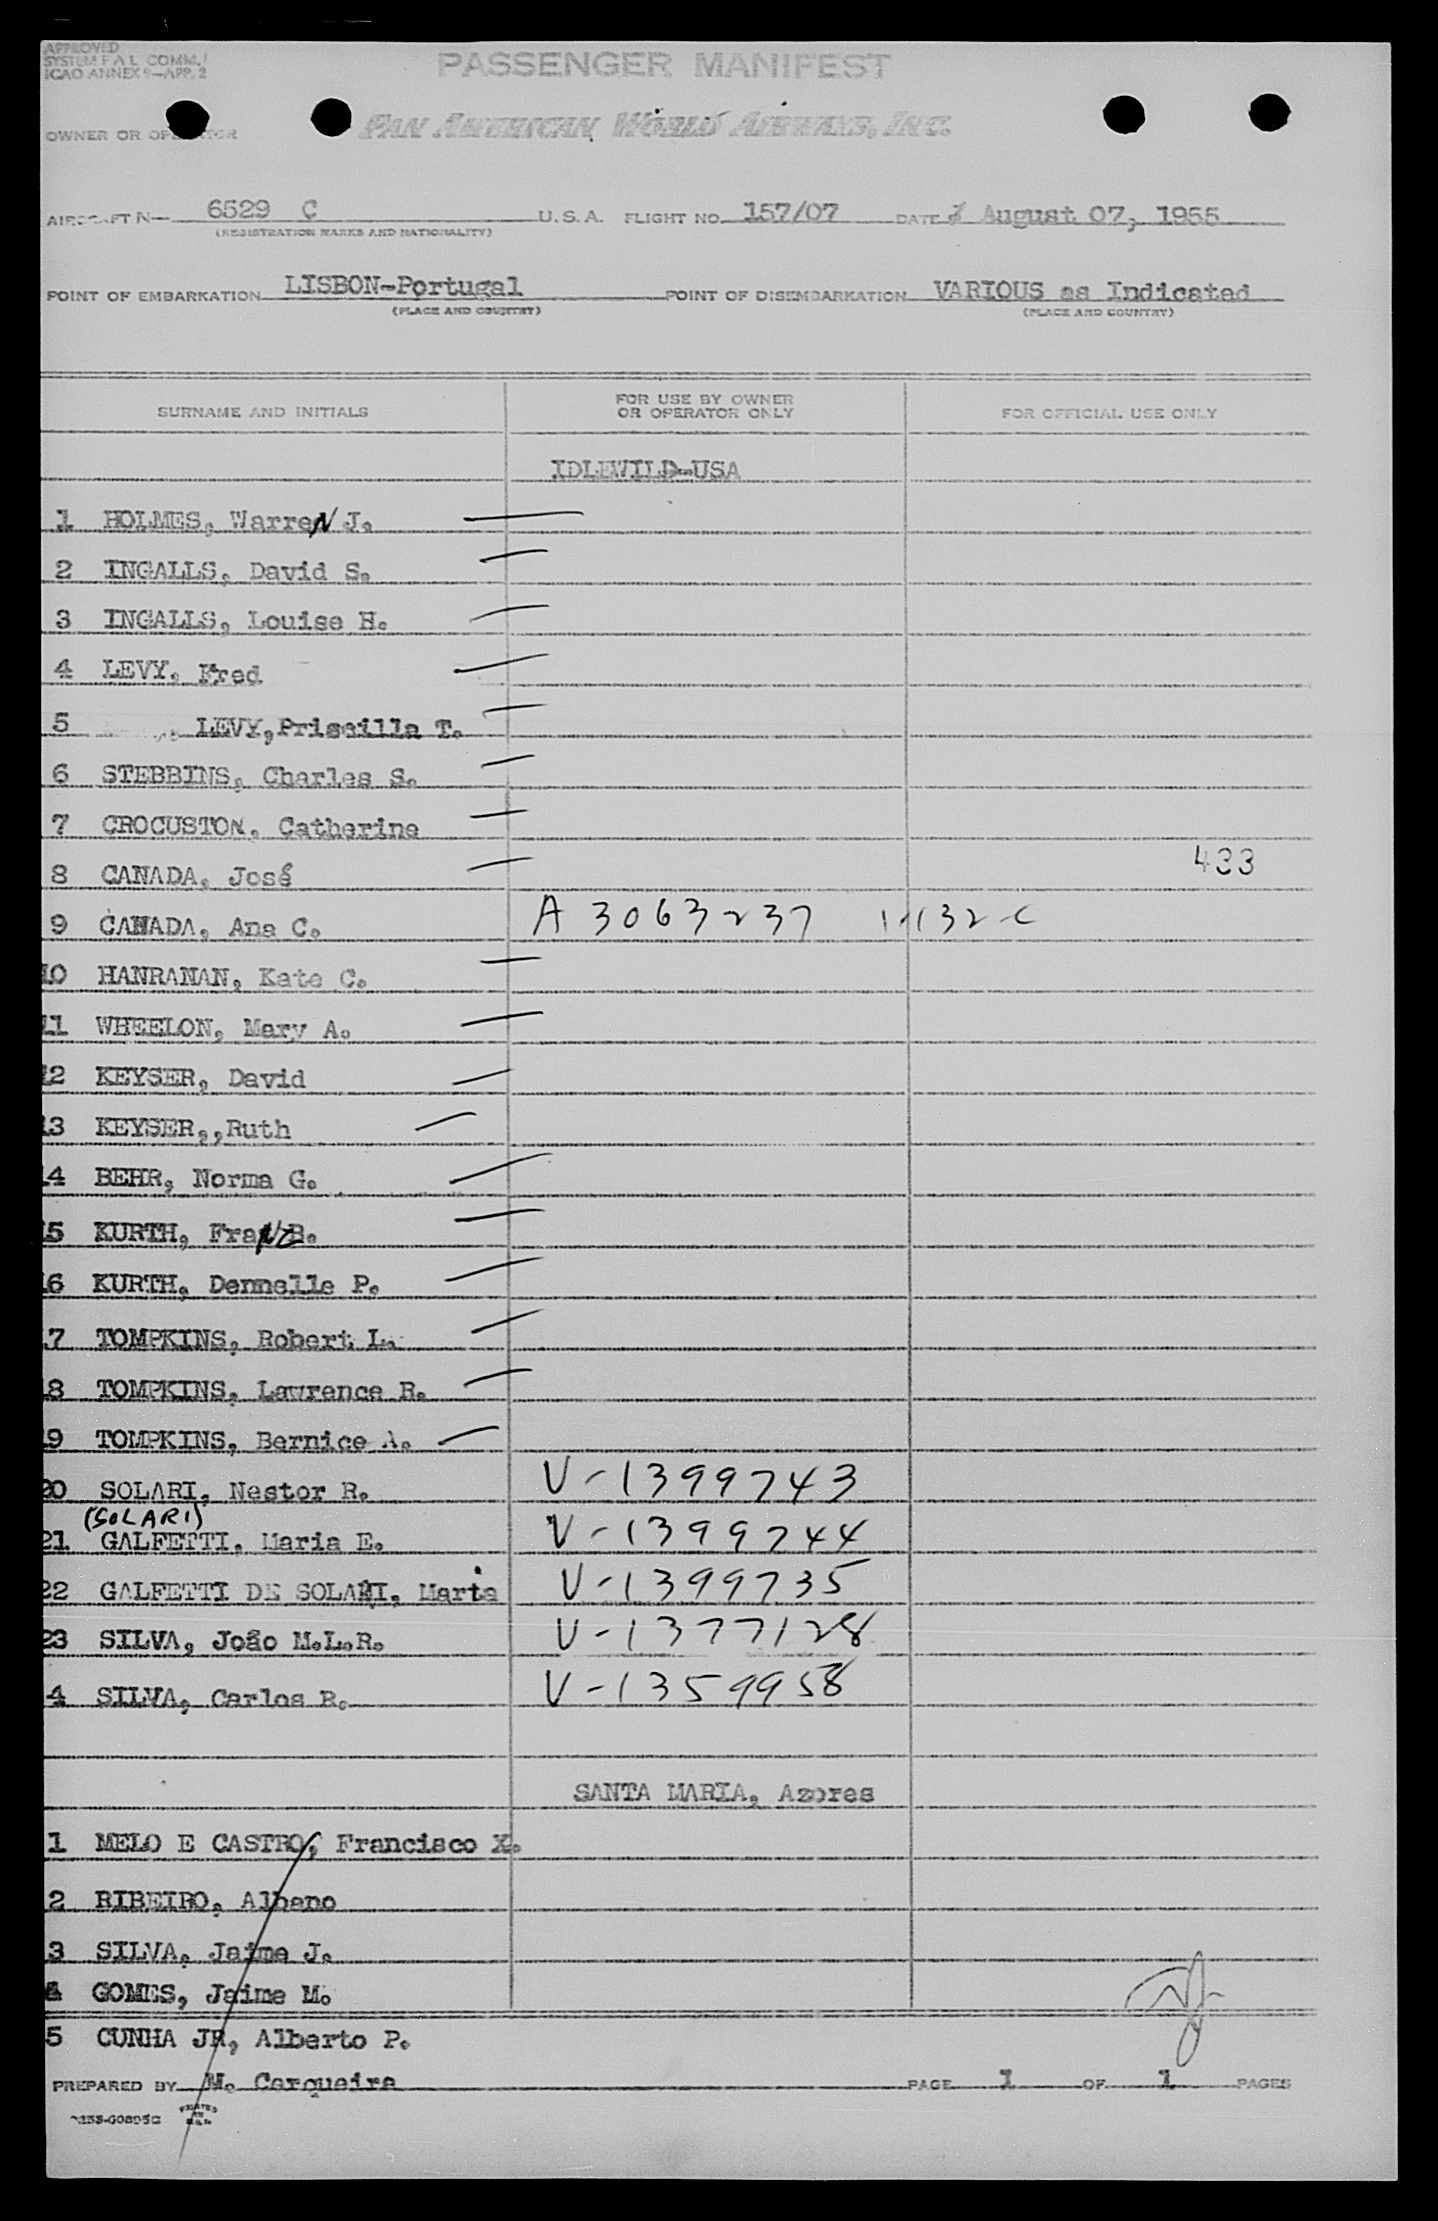 APPROVED
SYSTEM F A L COMM.
ICAO ANNEX 9—APP. 2
PASSENGER MANIFEST
OWNER OR OPERATOR PAN AMERICAN WORLD AIRWAYS, INC.
AIRCRAFT N— 6529 C U. S. A. FLIGHT NO. 157/07 DATE August 07, 1955
(REGISTRATION MARKS AND NATIONALITY)
POINT OF EMBARKATION LISBON-Portugal POINT OF DISEMBARKATION VARIOUS as Indicated
(PLACE AND COUNTRY) (PLACE AND COUNTRY)
SURNAME AND INITIALS FOR USE BY OWNER OR OPERATOR ONLY FOR OFFICIAL USE ONLY
IDLEWILD-USA
1 HOLMES, WarreN J.
2 INGALLS, David S.
3 INGALLS, Louise H.
4 LEVY, Fred
5 LEVY,Priscilla T.
6 STEBBINS, Charles S.
7 CROCUSTON, Catherine
8 CANADA, José 433
9 CANADA, Ana C. A 3063237 1-132-C
10 HANRANAN, Kate C.
11 WHEELON, Mary A.
12 KEYSER, David
13 KEYSER,,Ruth
14 BEHR, Norma G.
15 KURTH, FraNz B.
16 KURTH, Dennelle P.
17 TOMPKINS, Robert L.
18 TOMPKINS, Lawrence R.
19 TOMPKINS, Bernice A.
20 SOLARI, Nestor R. V-1399743
(SOLARI)
21 GALFETTI, Maria E. V-1399744
22 GALFETTI DE SOLARI, Marta V-1399735
23 SILVA, João M.L.R. V-1377128
4 SILVA, Carlos R. V-1359958
SANTA MARIA, Azores
1 MELO E CASTRO, Francisco X.
2 RIBEIRO, Albano
3 SILVA, Jaime J.
4 GOMES, Jaime M.
5 CUNHA JR, Alberto P.
PREPARED BY M. Cerqueira PAGE 1 OF 1 PAGES
PRINTED IN U.S.A.